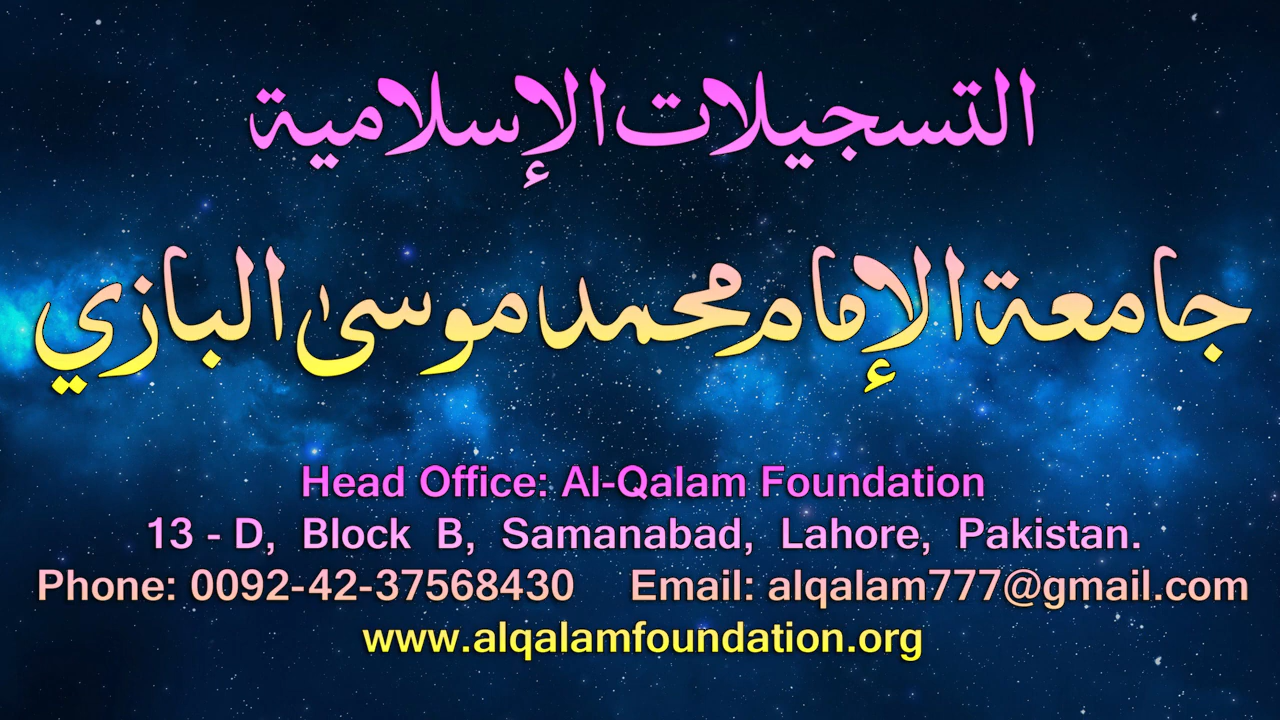 التسجيلات الإسلامية
جامعة الإمام محمد موسىٰ البازي
Head Office: Al-Qalam Foundation
13 - D, Block B, Samanabad, Lahore, Pakistan.
Phone: 0092-42-37568430 Email: alqalam777@gmail.com
www.alqalamfoundation.org